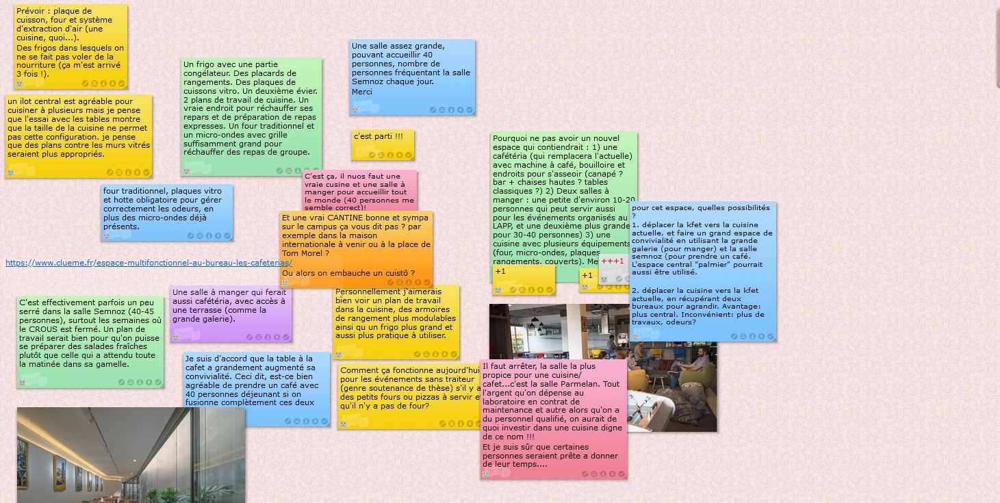 Prévoir : plaque de
cuisson, four et système
d'extraction d'air (une
cuisine, quoi...).
Des frigos dans lesquels on
ne se fait pas voler de la
nourriture (ça m'est arrivé
3 fois !).
un ilot central est agréable pour
cuisiner à plusieurs mais je pense
que l'essai avec les tables montre
que la taille de la cuisine ne permet
pas cette configuration. je pense
que des plans contre les murs vitrés
seraient plus appropriés.
Un frigo avec une partie
congélateur. Des placards de
rangements. Des plaques de
cuissons vitro. Un deuxième évier.
2 plans de travail de cuisine. Un
vraie endroit pour réchauffer ses
repars et de préparation de repas
expresses. Un four traditionnel et
un micro-ondes avec grille
suffisamment grand pour
réchauffer des repas de groupe.
Une salle assez grande,
pouvant accueillir 40
personnes, nombre de
personnes fréquentant la salle
Semnoz chaque jour.
Merci
c'est parti !!!
C'est ça, il nuos faut une
vraie cusine et une salle à
manger pour accueillir tout
le monde (40 personnes me
semble correct)!
four traditionnel, plaques vitro
et hotte obligatoire pour gérer
correctement les odeurs, en
plus des micro-ondes déjà
présents.
Et une vrai CANTINE bonne et sympa
sur le campus ça vous dit pas ? par
exemple dans la maison
internationale à venir ou à la place de
Tom Morel ?
Ou alors on embauche un cuistô ?
https://www.clueme.fr/espace-multifonctionnel-au-bureau-les-cafeterias/
Pourquoi ne pas avoir un nouvel
espace qui contiendrait : 1) une
cafétéria (qui remplacera l'actuelle)
avec machine à café, bouilloire et
endroits pour s'asseoir (canapé ?
bar + chaises hautes ? tables
classiques ?) 2) Deux salles à
manger : une petite d'environ 10-20
personnes qui peut servir aussi
pour les événements organisés au
LAPP, et une deuxième plus grande
pour 30-40 personnes) 3) une
cuisine avec plusieurs équipements
(four, micro-ondes, plaques,
rangements, couverts). Me
+1
+1
+++1
pour cet espace, quelles possibilités
?
1. déplacer la kfet vers la cuisine
actuelle, et faire un grand espace de
convivialité en utilisant la grande
galerie (pour manger) et la salle
semnoz (pour prendre un café.
L'espace central "palmier" pourrait
aussi être utilisé.
2. déplacer la cuisine vers la kfet
actuelle, en récupérant deux
bureaux pour agrandir. Avantage:
plus central. Inconvénient: plus de
travaux, odeurs?
C'est effectivement parfois un peu
serré dans la salle Semnoz (40-45
personnes), surtout les semaines où
le CROUS est fermé. Un plan de
travail serait bien pour qu'on puisse
se préparer des salades fraîches
plutôt que celle qui a attendu toute
la matinée dans sa gamelle.
Une salle à manger qui ferait
aussi cafétéria, avec accès à
une terrasse (comme la
grande galerie).
Personnellement j'aimerais
bien voir un plan de travail
dans la cuisine, des armoires
de rangement plus modulables
ainsi qu un frigo plus grand et
aussi plus pratique à utiliser.
Je suis d'accord que la table à la
cafet a grandement augmenté sa
convivialité. Ceci dit, est-ce bien
agréable de prendre un café avec
40 personnes déjeunant si on
fusionne complètement ces deux
Comment ça fonctionne aujourd'hui
pour les événements sans traiteur
(genre soutenance de thèse) s'il y a
des petits fours ou pizzas à servir et
qu'il n'y a pas de four?
Il faut arrêter, la salle la plus
propice pour une cuisine/
cafet...c'est la salle Parmelan. Tout
l'argent qu'on dépense au
laboratoire en contrat de
maintenance et autre alors qu'on a
du personnel qualifié, on aurait de
quoi investir dans une cuisine digne
de ce nom !!!
Et je suis sûr que certaines
personnes seraient prête a donner
de leur temps....